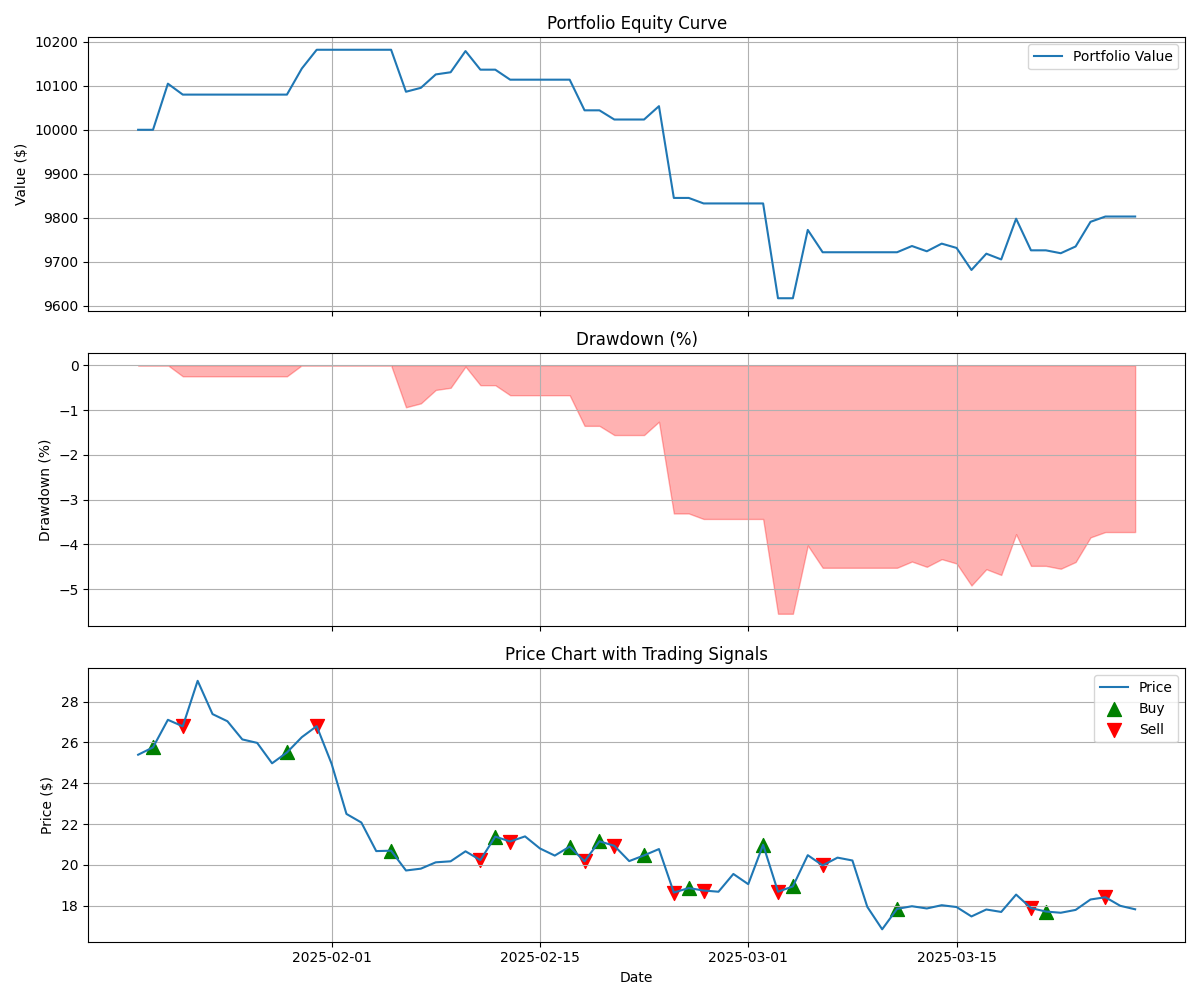 Portfolio Equity Curve
10200
10100
10000
9900
9800
9700
9600
Value ($)
Portfolio Value
Drawdown (%)
0
−1
−2
−3
−4
−5
Drawdown (%)
Price Chart with Trading Signals
28
26
24
22
20
18
Price ($)
Price
Buy
Sell
2025-02-01 2025-02-15 2025-03-01 2025-03-15
Date